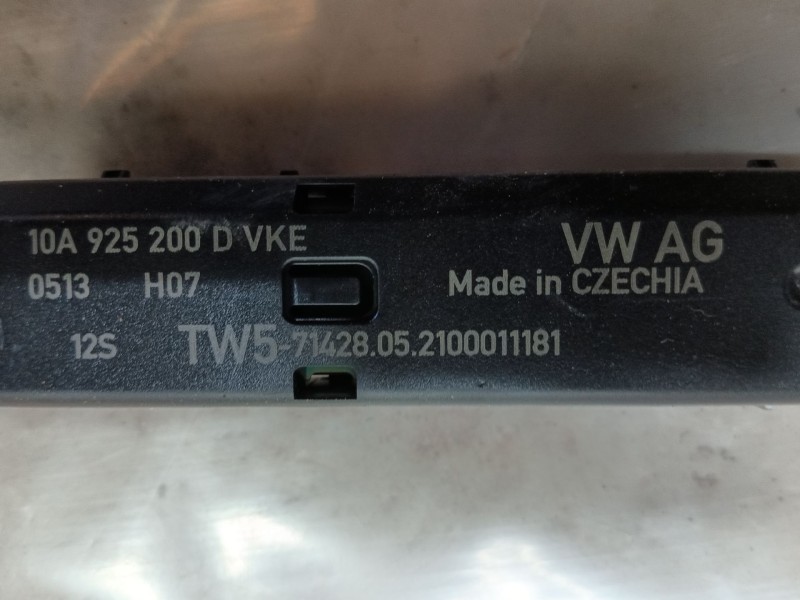 10A 925 200 D VKE
VW AG
0513 H07
Made in CZECHIA
12S
TW5-71428.05.2100011181